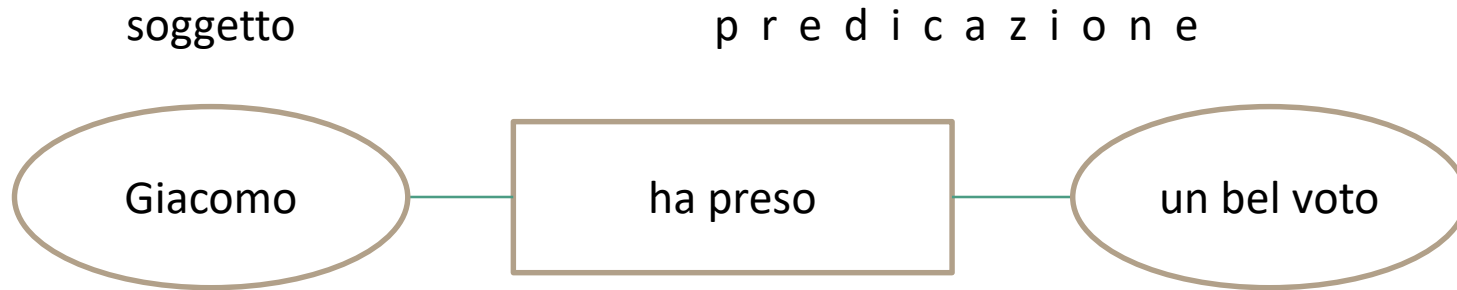 soggetto p r e d i c a z i o n e
Giacomo ha preso un bel voto